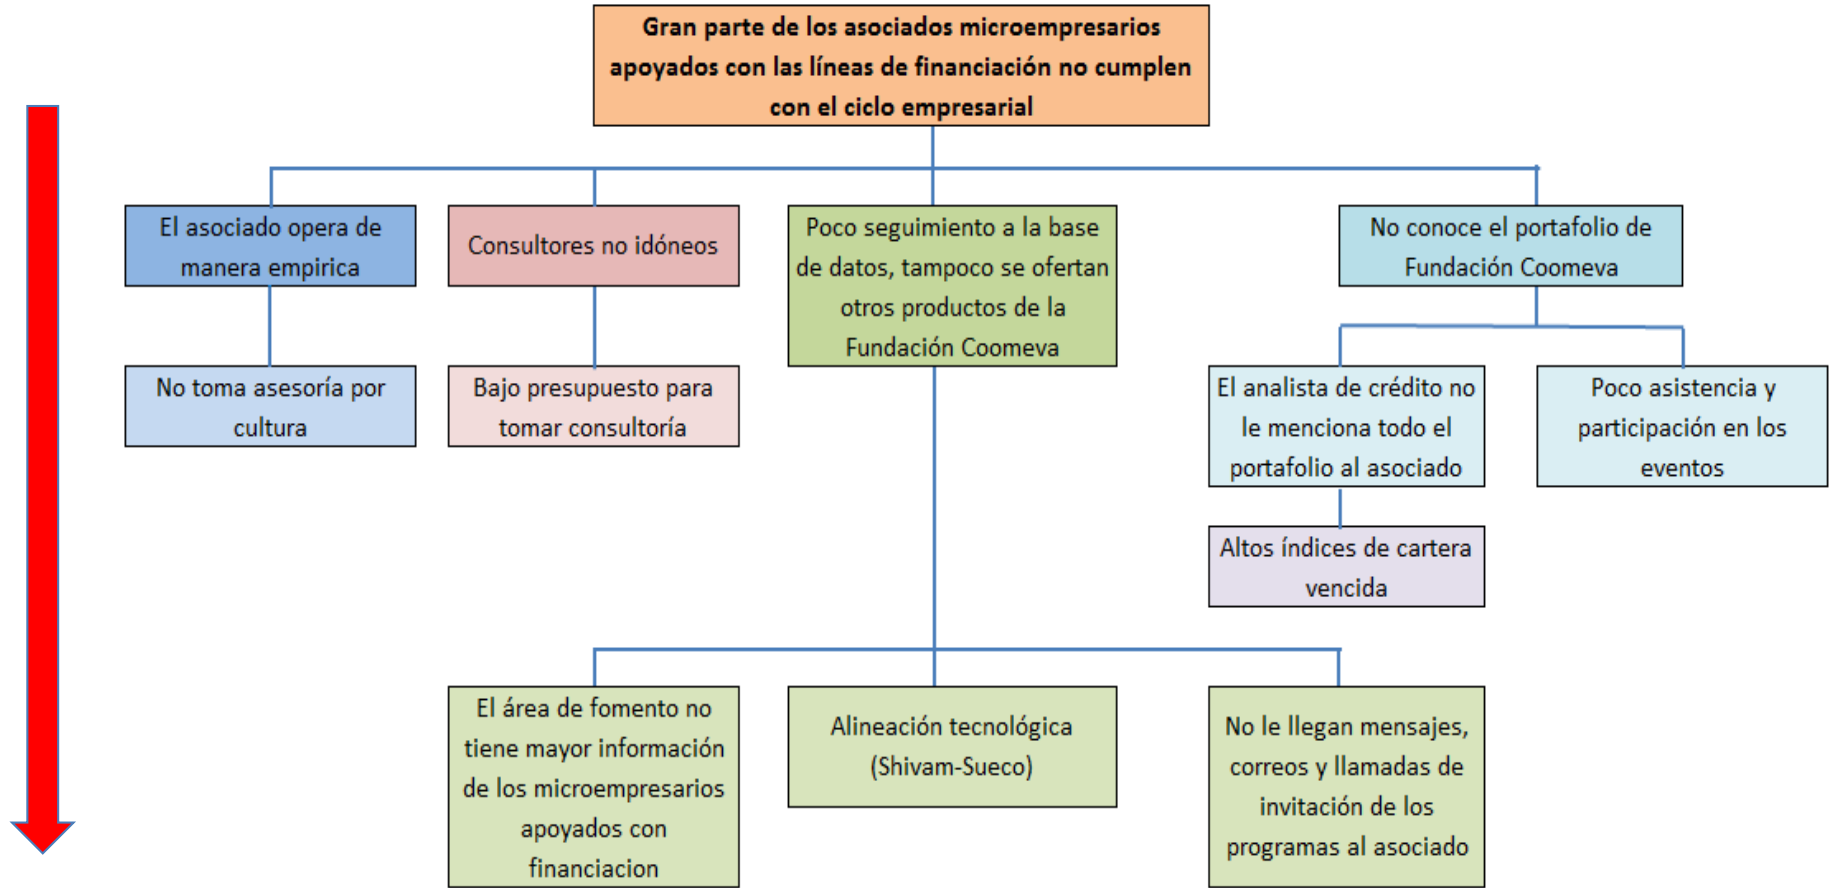 Gran parte de los asociados microempresarios
apoyados con las líneas de financiación no cumplen
con el ciclo empresarial
El asociado opera de
manera empirica
Consultores no idóneos
Poco seguimiento a la base
de datos, tampoco se ofertan
otros productos de la
Fundación Coomeva
No conoce el portafolio de
Fundación Coomeva
No toma asesoría por
cultura
Bajo presupuesto para
tomar consultoría
El analista de crédito no
le menciona todo el
portafolio al asociado
Poco asistencia y
participación en los
eventos
Altos índices de cartera
vencida
El área de fomento no
tiene mayor información
de los microempresarios
apoyados con
financiacion
Alineación tecnológica
(Shivam-Sueco)
No le llegan mensajes,
correos y llamadas de
invitación de los
programas al asociado